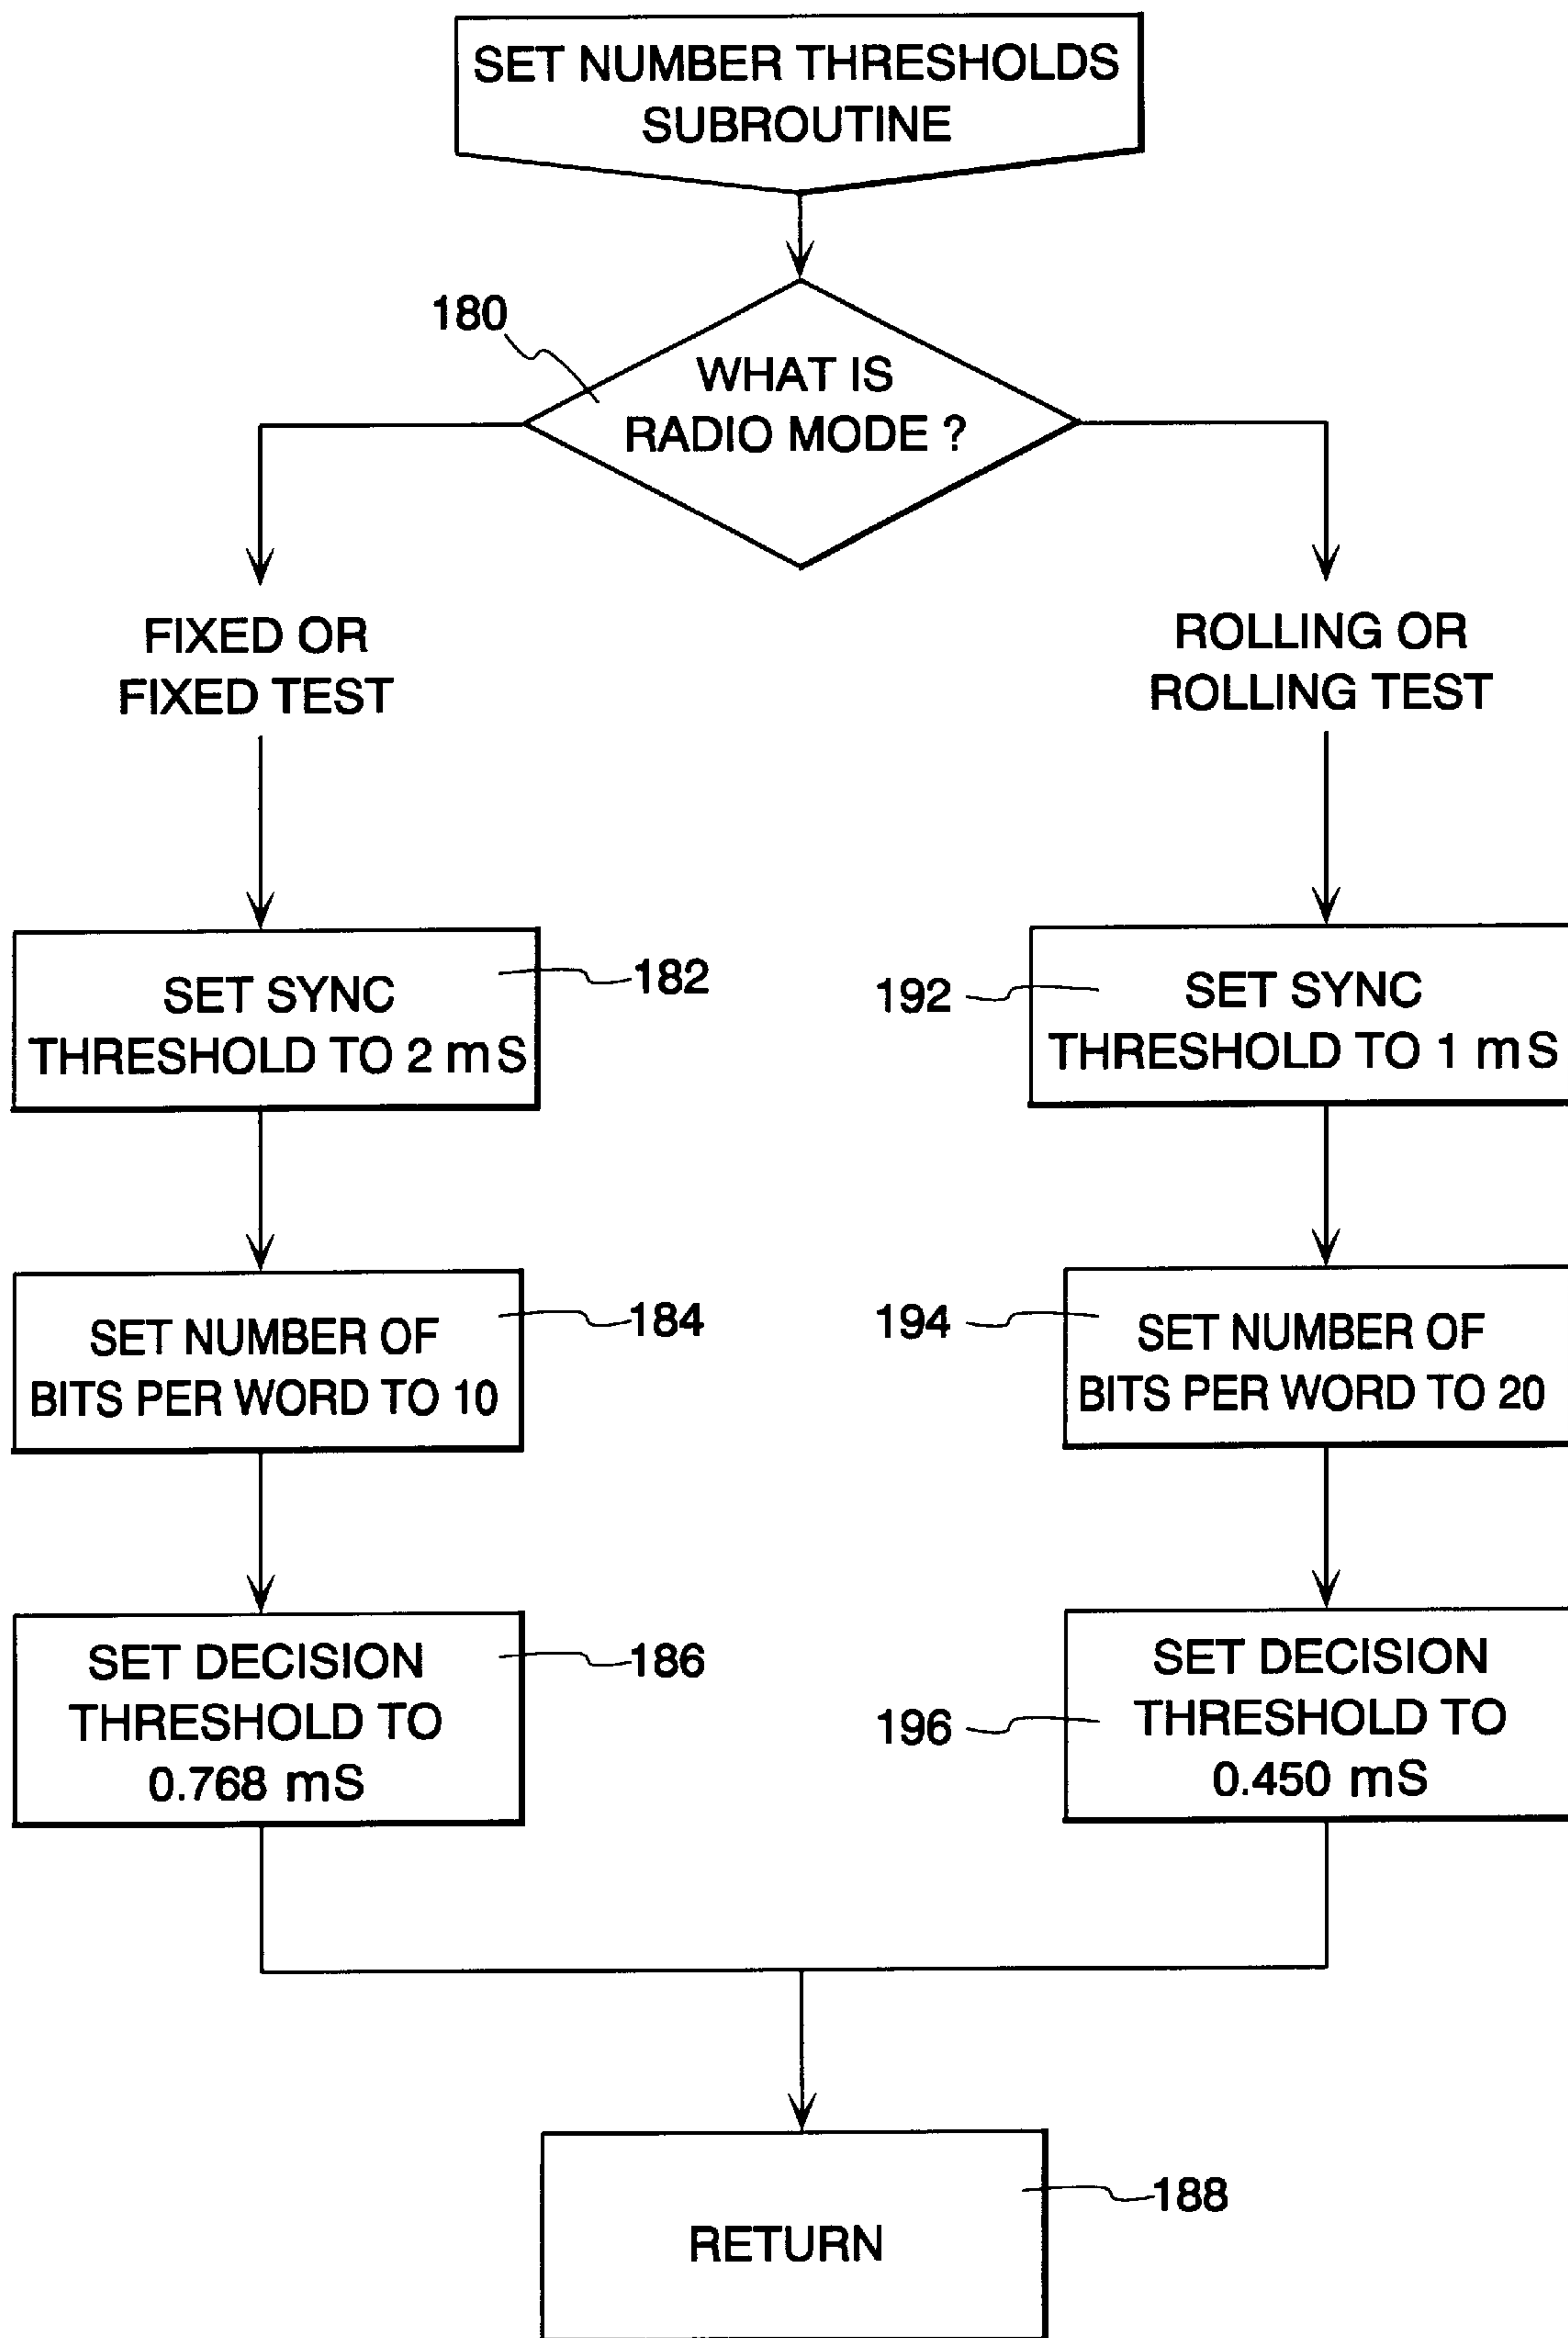 SET NUMBER THRESHOLDS
SUBROUTINE
180
WHAT IS
RADIO MODE ?
FIXED OR
FIXED TEST
ROLLING OR
ROLLING TEST
SET SYNC
THRESHOLD TO 2 mS
182
192
SET SYNC
THRESHOLD TO 1 mS
SET NUMBER OF
BITS PER WORD TO 10
184
194
SET NUMBER OF
BITS PER WORD TO 20
SET DECISION
THRESHOLD TO
0.768 mS
186
196
SET DECISION
THRESHOLD TO
0.450 mS
188
RETURN